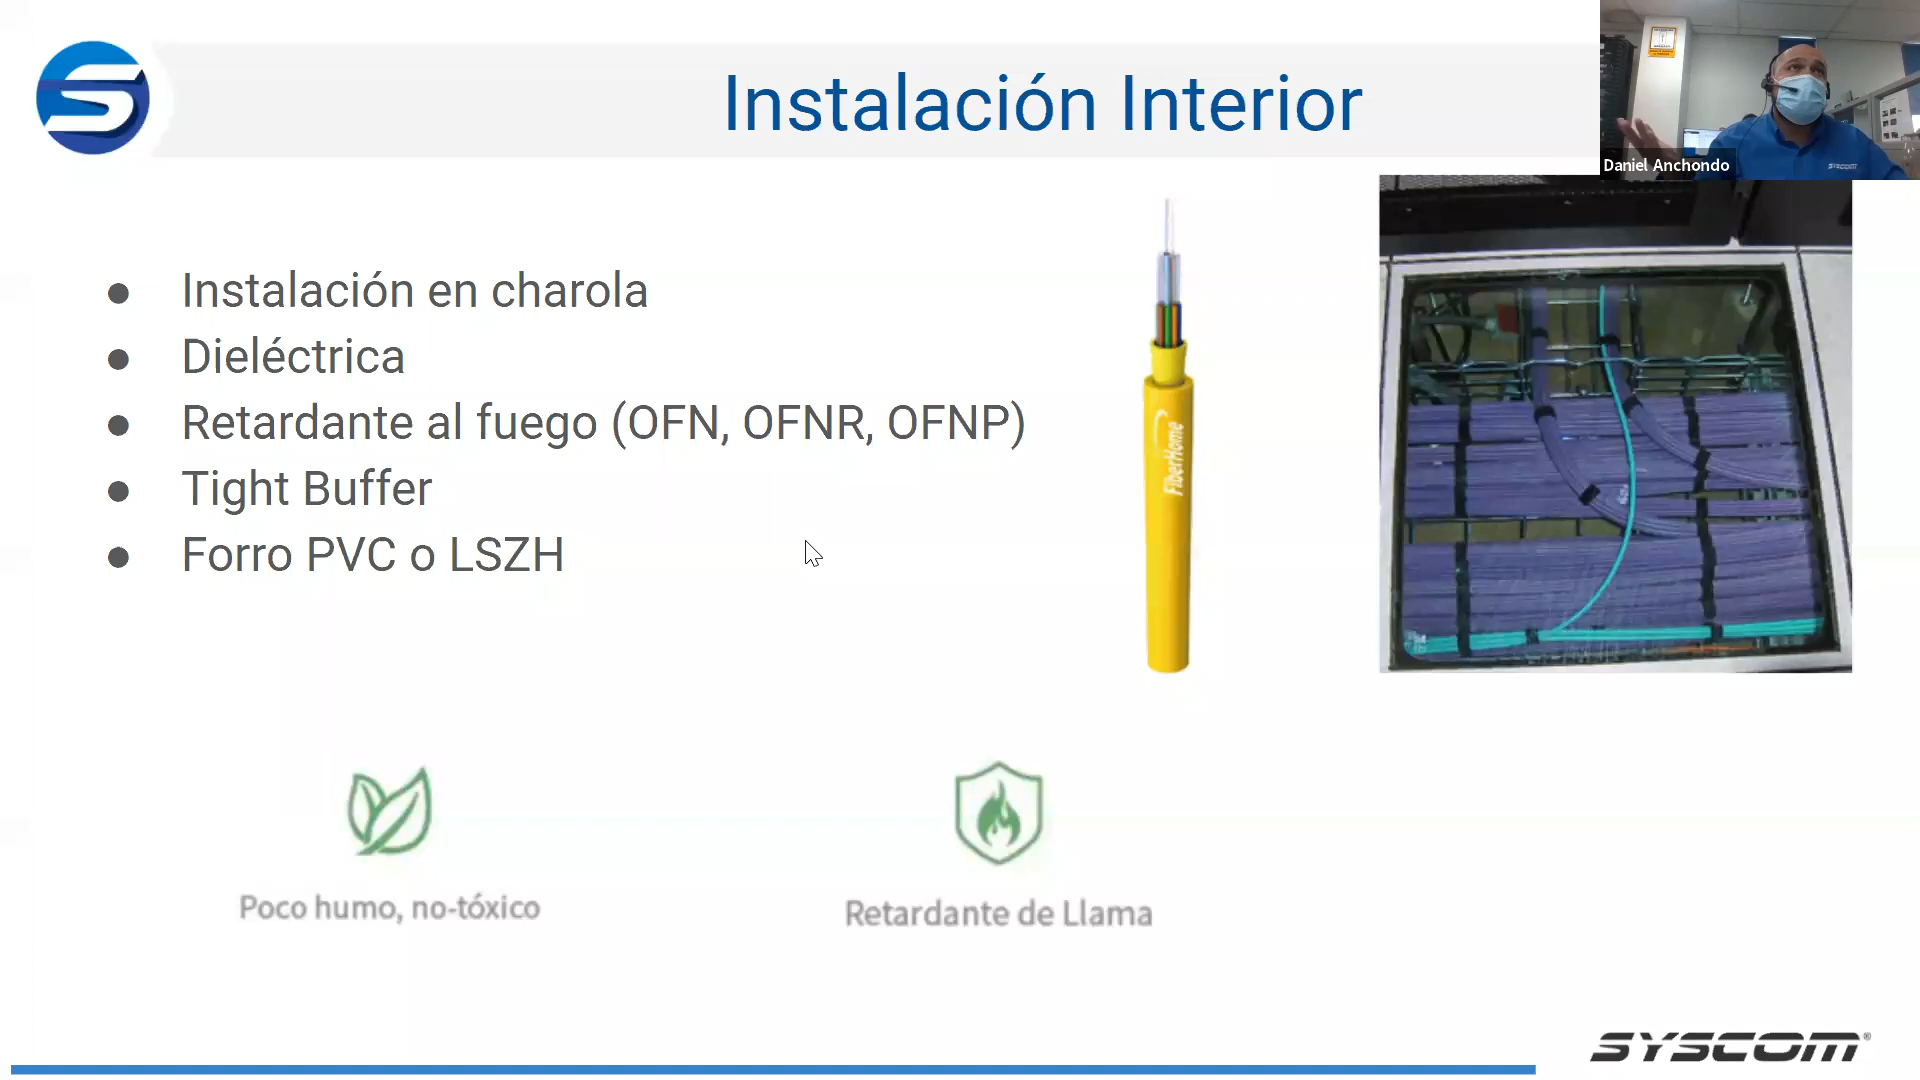 Instalación Interior
Daniel Anchondo
SYSCOM
● Instalación en charola
● Dieléctrica
● Retardante al fuego (OFN, OFNR, OFNP)
● Tight Buffer
● Forro PVC o LSZH
FiberHome
Poco humo, no-tóxico
Retardante de Llama
SYSCOM®